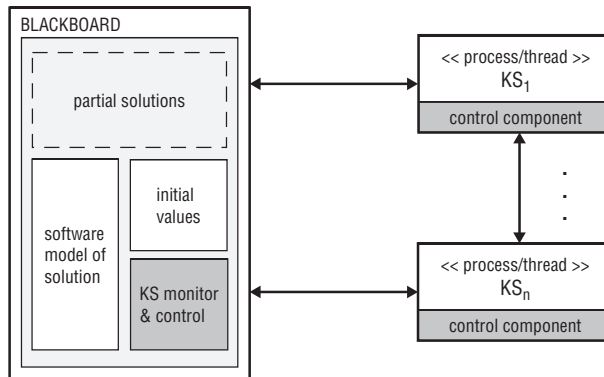 BLACKBOARD
partial solutions
software
model of
solution
initial
values
KS monitor
& control
<< process/thread >>
KS₁
control component
<< process/thread >>
KSₙ
control component